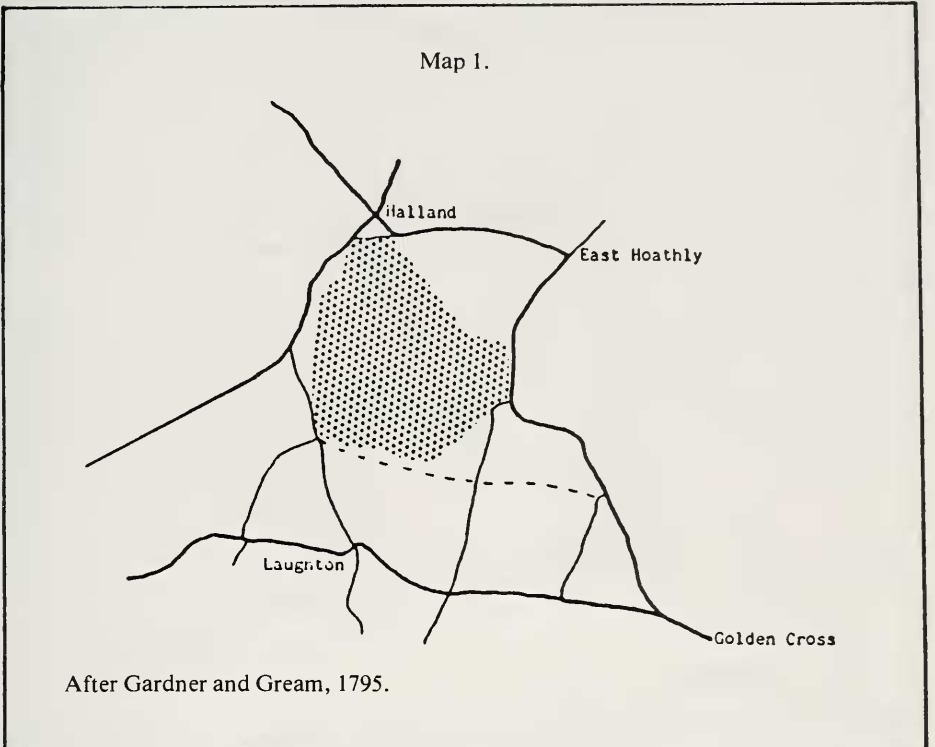 Map 1.
Halland
East Hoathly
Laughton
Golden Cross
After Gardner and Gream, 1795.